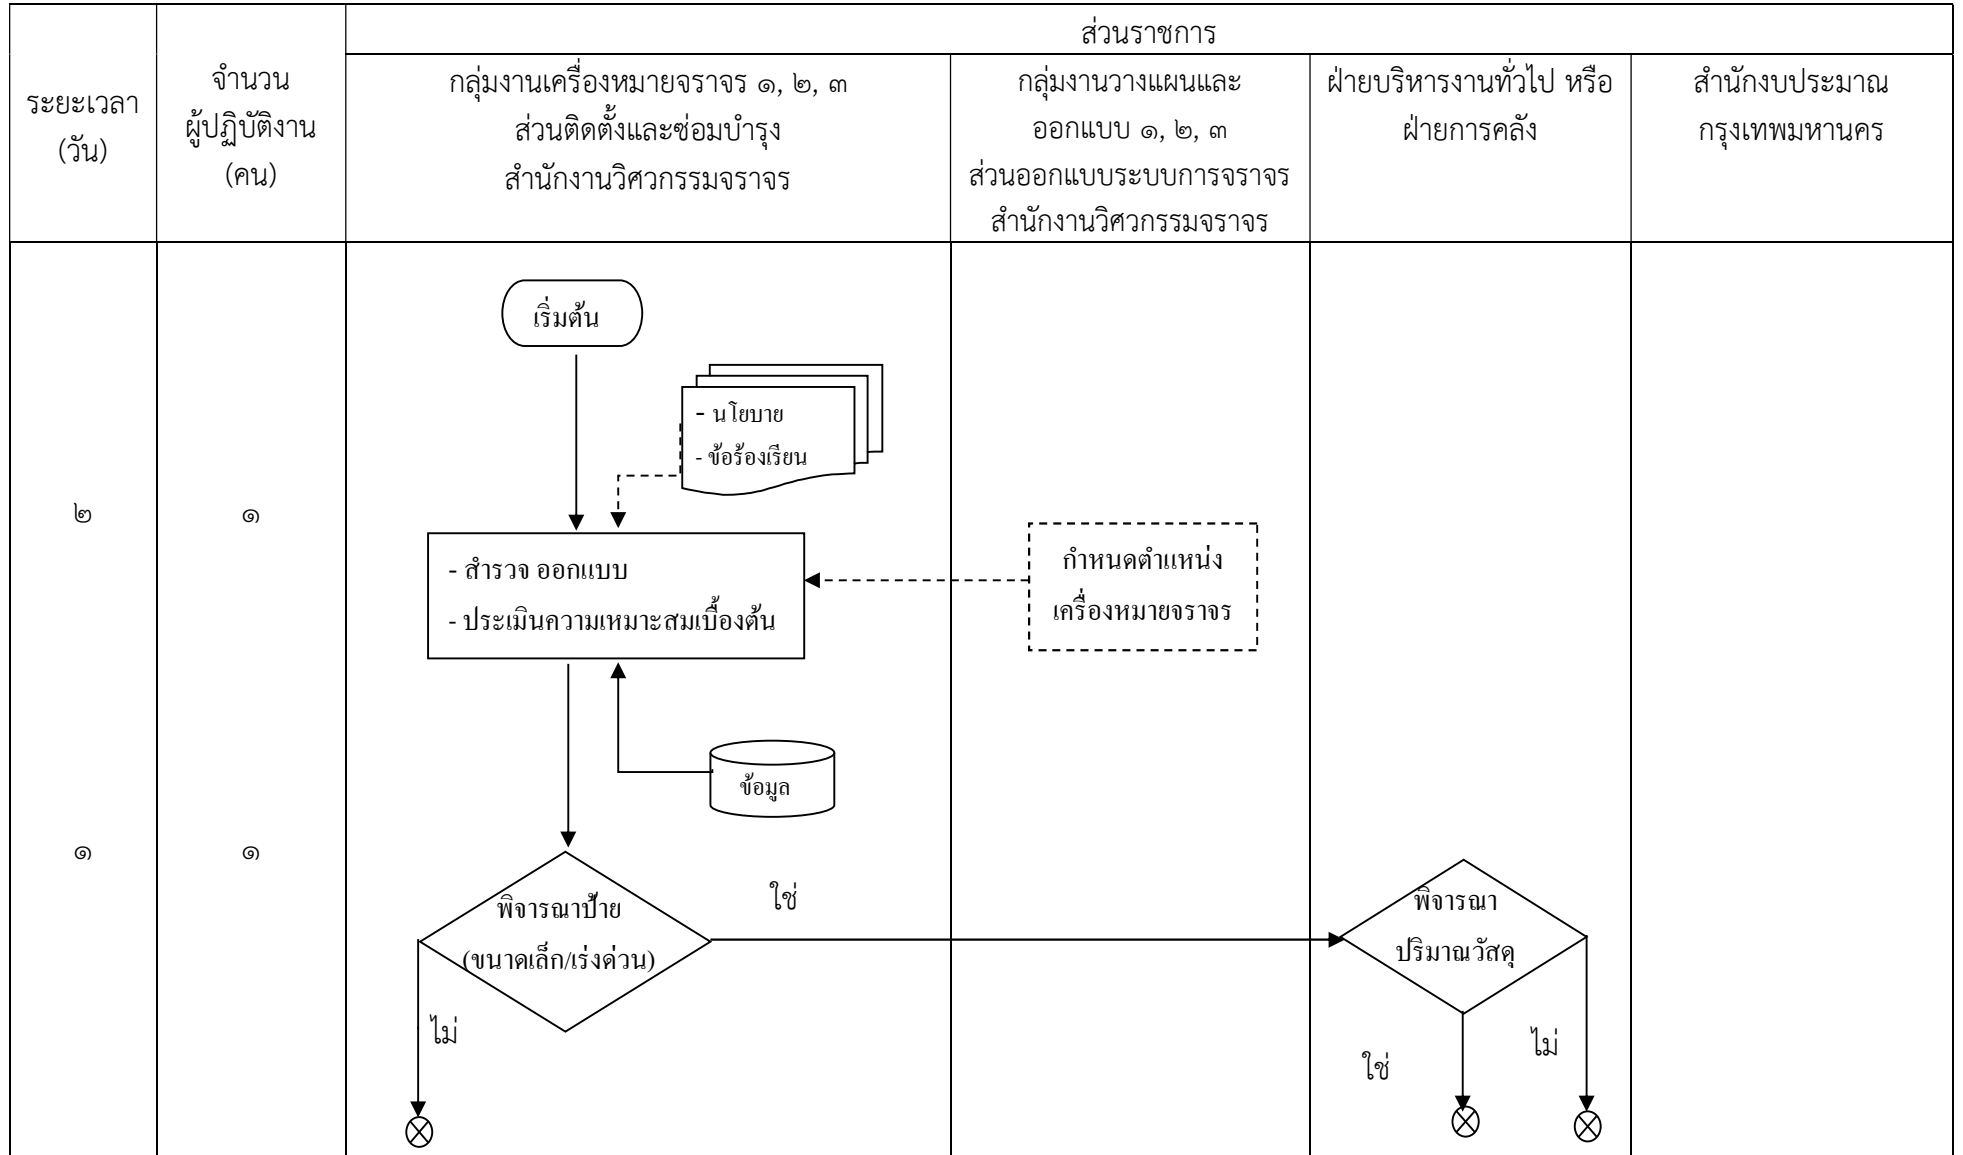 ส่วนราชการ
ระยะเวลา
(วัน)
จำนวน
ผู้ปฏิบัติงาน
(คน)
กลุ่มงานเครื่องหมายจราจร ๑, ๒, ๓
ส่วนติดตั้งและซ่อมบำรุง
สำนักงานวิศวกรรมจราจร
กลุ่มงานวางแผนและ
ออกแบบ ๑, ๒, ๓
ส่วนออกแบบระบบการจราจร
สำนักงานวิศวกรรมจราจร
ฝ่ายบริหารงานทั่วไป หรือ
ฝ่ายการคลัง
สำนักงบประมาณ
กรุงเทพมหานคร
เริ่มต้น
- นโยบาย
- ข้อร้องเรียน
๒
๑
- สำรวจ ออกแบบ
- ประเมินความเหมาะสมเบื้องต้น
กำหนดตำแหน่ง
เครื่องหมายจราจร
ข้อมูล
๑
๑
พิจารณาป้าย
(ขนาดเล็ก/เร่งด่วน)
ใช่
ไม่
พิจารณา
ปริมาณวัสดุ
ใช่
ไม่